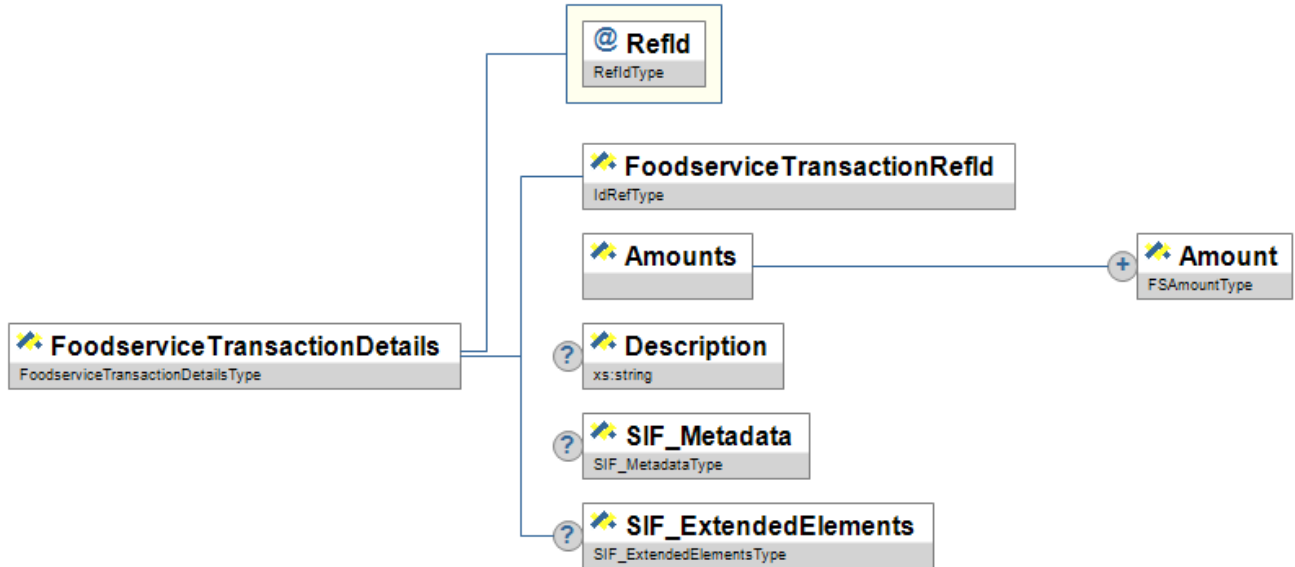 @ RefId
RefIdType
FoodserviceTransactionRefId
IdRefType
Amounts
+
Amount
FSAmountType
FoodserviceTransactionDetails
FoodserviceTransactionDetailsType
?
Description
xs:string
?
SIF_Metadata
SIF_MetadataType
?
SIF_ExtendedElements
SIF_ExtendedElementsType